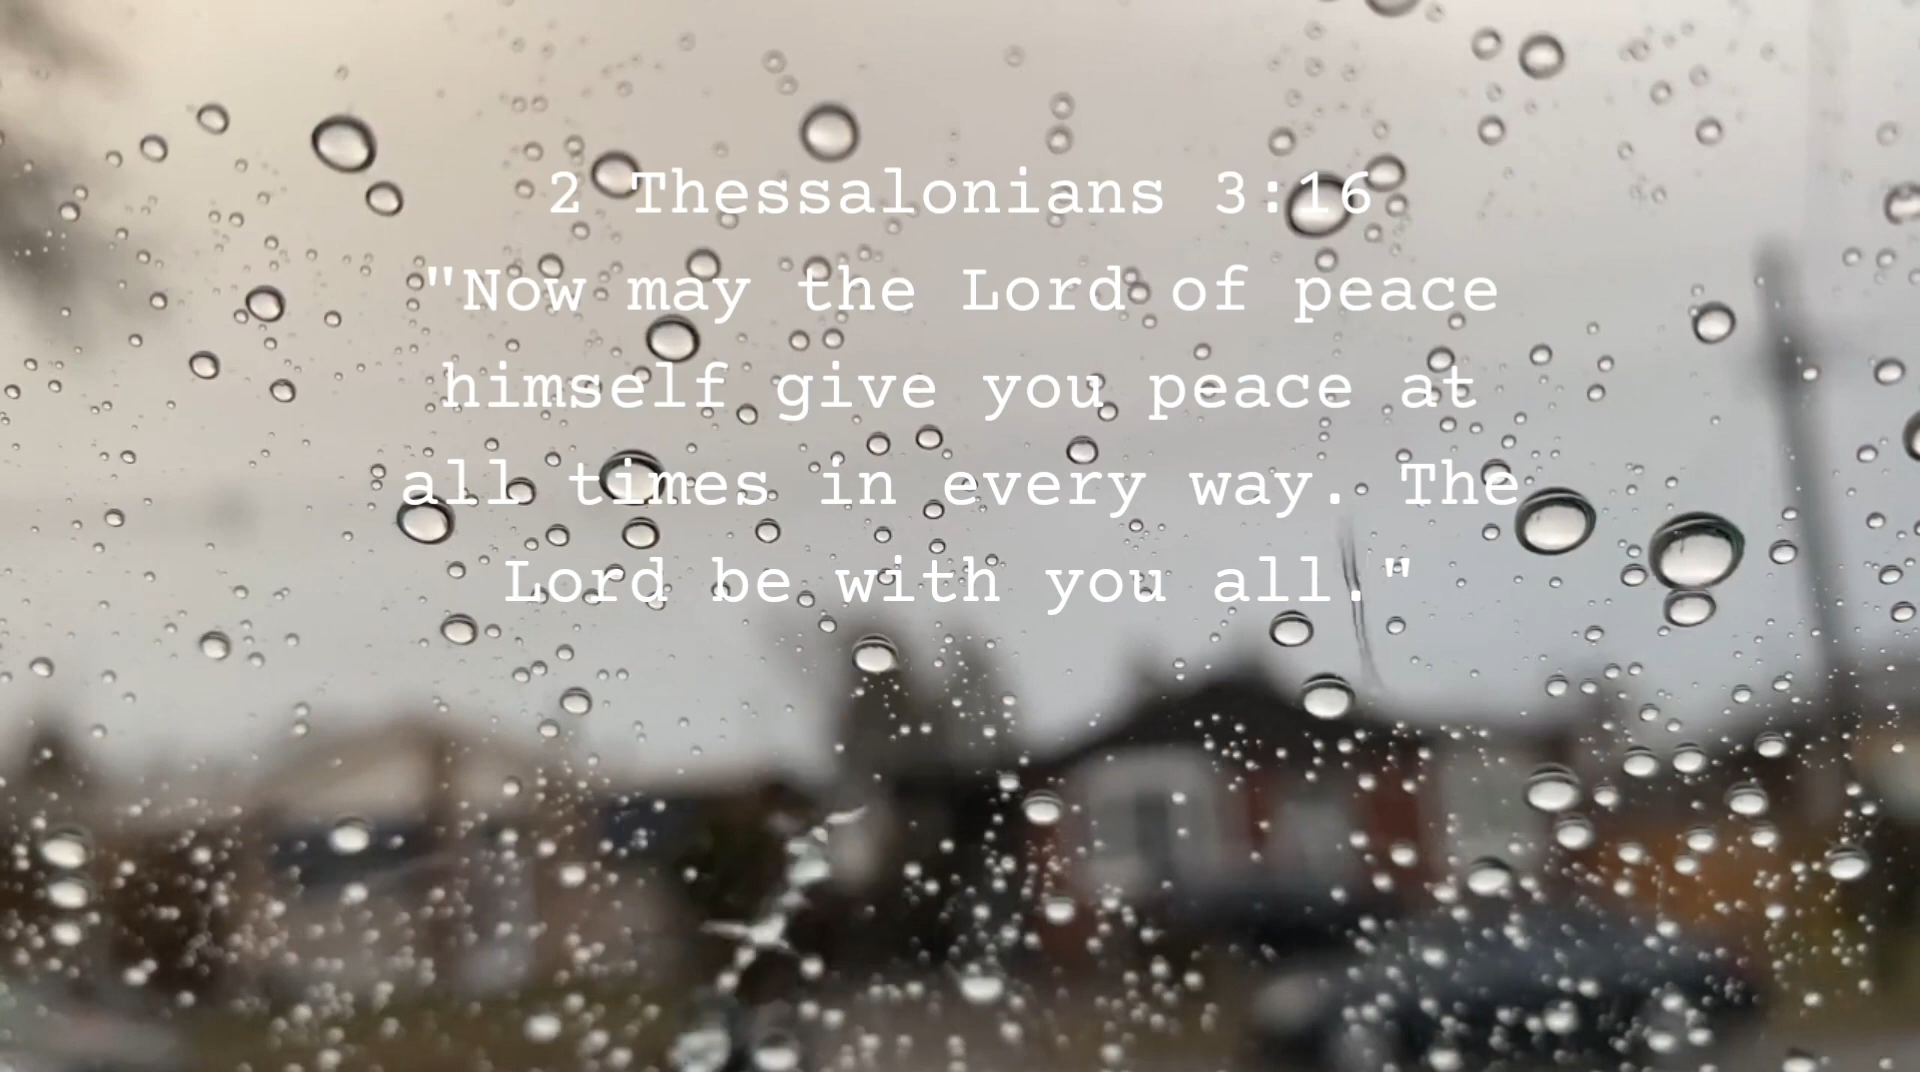 2 Thessalonians 3:16
"Now may the Lord of peace
himself give you peace at
all times in every way. The
Lord be with you all."